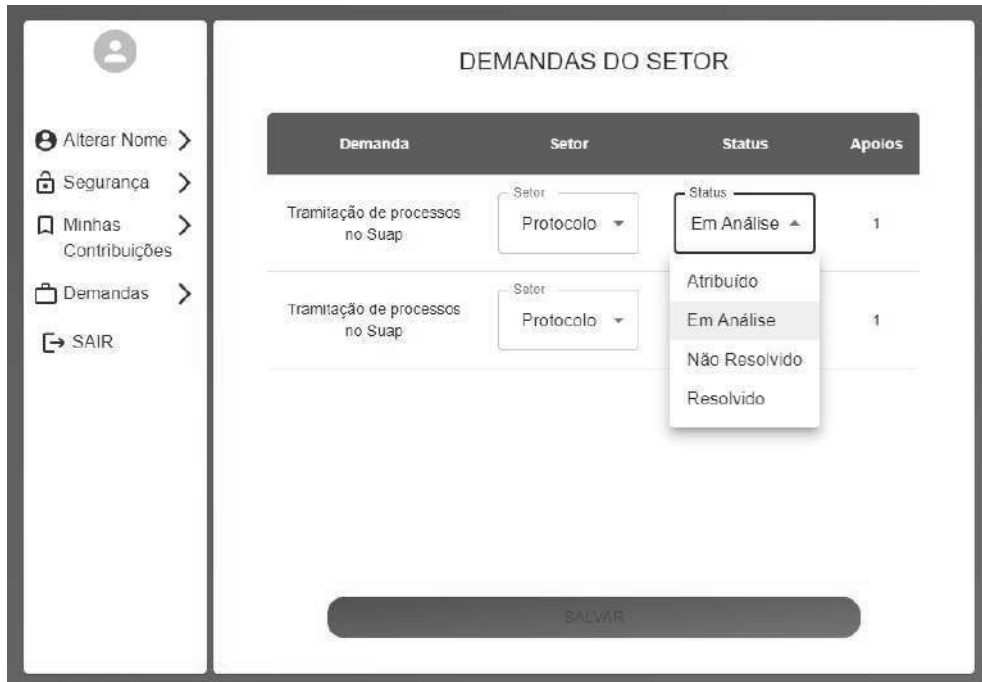 DEMANDAS DO SETOR
Alterar Nome
Segurança
Minhas
Contribuições
Demandas
SAIR
Demanda Setor Status Apoios
Tramitação de processos
no Suap
Setor
Protocolo
Status
Em Análise
1
Atribuído
Em Análise
Não Resolvido
Resolvido
Tramitação de processos
no Suap
Setor
Protocolo
1
SALVAR